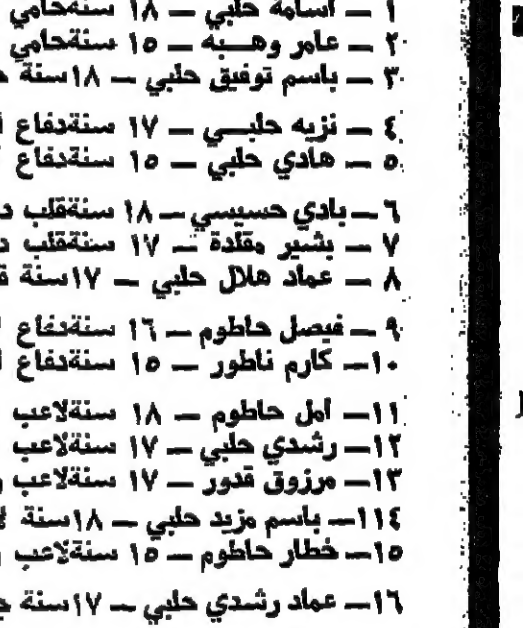 ١ — اسامة حلبي — ١٨ سنةحامي
٢ — عامر وهـبه — ١٥ سنةحامي
٣ — باسم توفيق حلبي — ١٨سنة
٤ — نزيه حلبـي — ١٧ سنةدفاع
٥ — هادي حلبي — ١٥ سنةدفاع
٦ — بادي حسيسي — ١٨ سنةقلب
٧ — بشير مقلدة — ١٧ سنةقلب
٨ — عماد هلال حلبي — ١٧سنة
٩ — فيصل حاطوم — ١٦ سنةدفاع
١٠— كارم ناطور — ١٥ سنةدفاع
١١— امل حاطوم — ١٨ سنةلاعب
١٢— رشدي حلبي — ١٧ سنةلاعب
١٣— مرزوق قدور — ١٧ سنةلاعب
١١٤— باسم مزيد حلبي — ١٨سنة
١٥— خطار حاطوم — ١٥ سنةلاعب
١٦— عماد رشدي حلبي — ١٧سنة